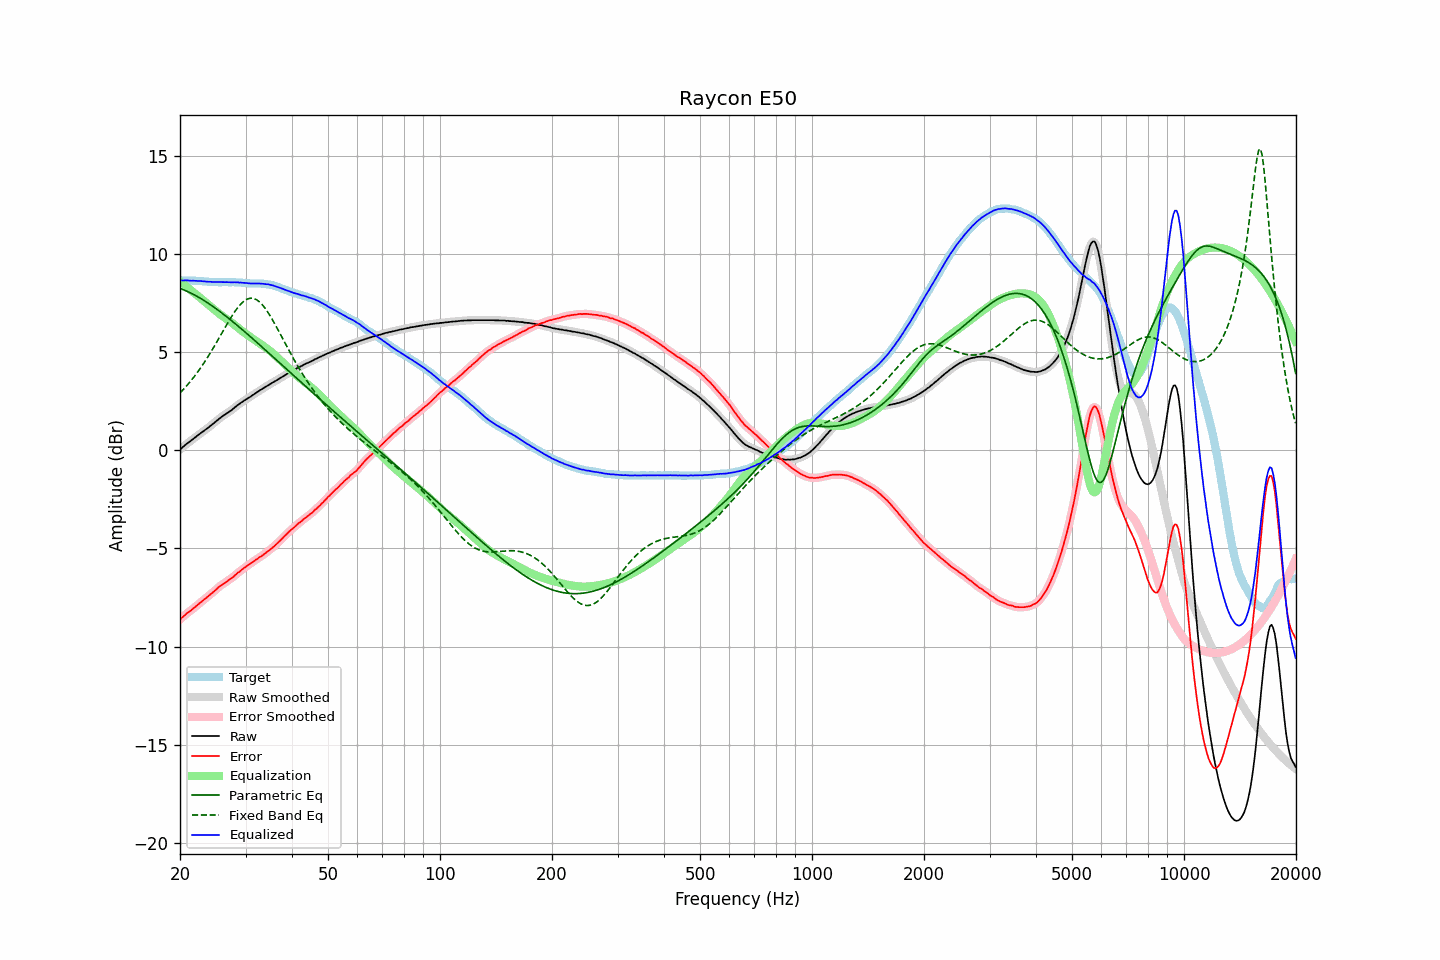 Raycon E50
15
10
5
0
−5
−10
−15
−20
Amplitude (dBr)
Target
Raw Smoothed
Error Smoothed
Raw
Error
Equalization
Parametric Eq
Fixed Band Eq
Equalized
20 50 100 200 500 1000 2000 5000 10000 20000
Frequency (Hz)